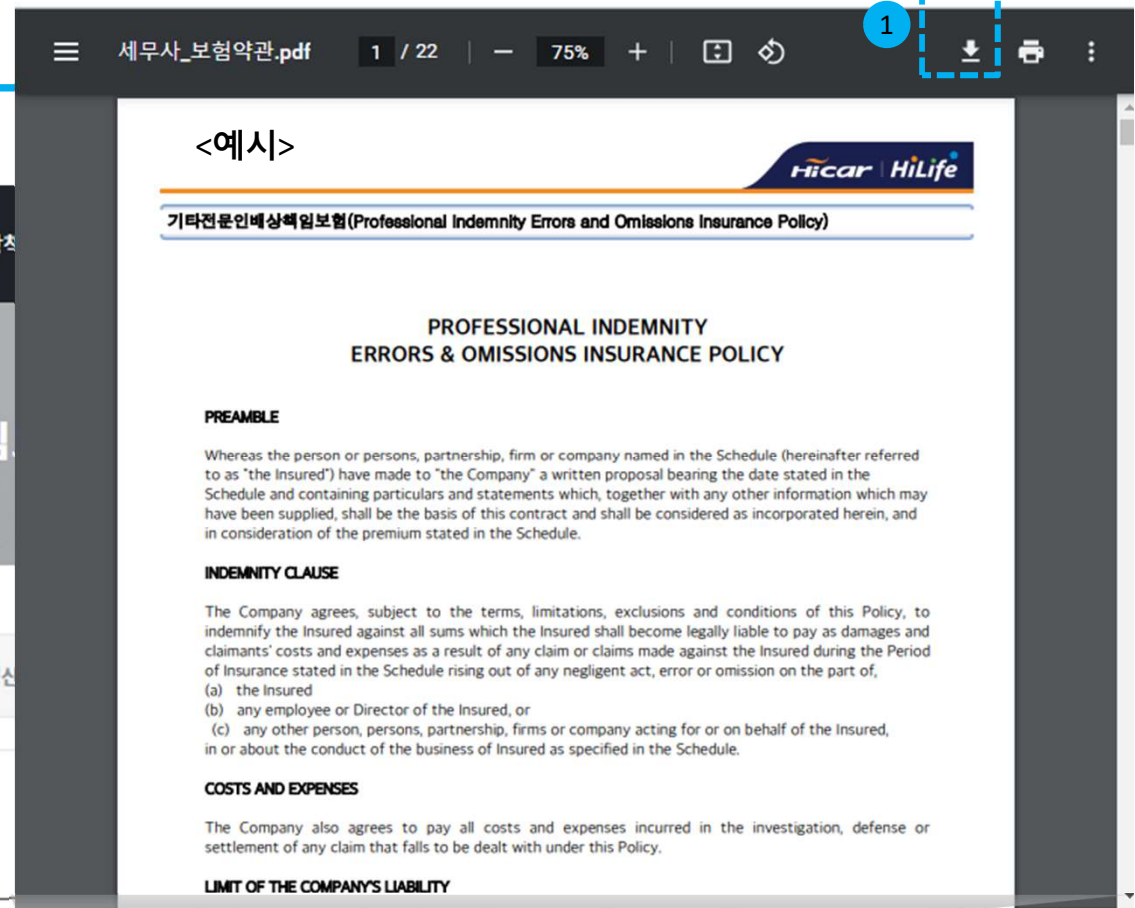 1
세무사_보험약관.pdf 1 / 22 75%
<예시>
Hicar HiLife
기타전문인배상책임보험(Professional Indemnity Errors and Omissions Insurance Policy)
PROFESSIONAL INDEMNITY
ERRORS & OMISSIONS INSURANCE POLICY
PREAMBLE
Whereas the person or persons, partnership, firm or company named in the Schedule (hereinafter referred
to as "the Insured") have made to "the Company" a written proposal bearing the date stated in the
Schedule and containing particulars and statements which, together with any other information which may
have been supplied, shall be the basis of this contract and shall be considered as incorporated herein, and
in consideration of the premium stated in the Schedule.
INDEMNITY CLAUSE
The Company agrees, subject to the terms, limitations, exclusions and conditions of this Policy, to
indemnify the Insured against all sums which the Insured shall become legally liable to pay as damages and
claimants' costs and expenses as a result of any claim or claims made against the Insured during the Period
of Insurance stated in the Schedule rising out of any negligent act, error or omission on the part of,
(a) the Insured
(b) any employee or Director of the Insured, or
(c) any other person, persons, partnership, firms or company acting for or on behalf of the Insured,
in or about the conduct of the business of Insured as specified in the Schedule.
COSTS AND EXPENSES
The Company also agrees to pay all costs and expenses incurred in the investigation, defense or
settlement of any claim that falls to be dealt with under this Policy.
LIMIT OF THE COMPANY'S LIABILITY